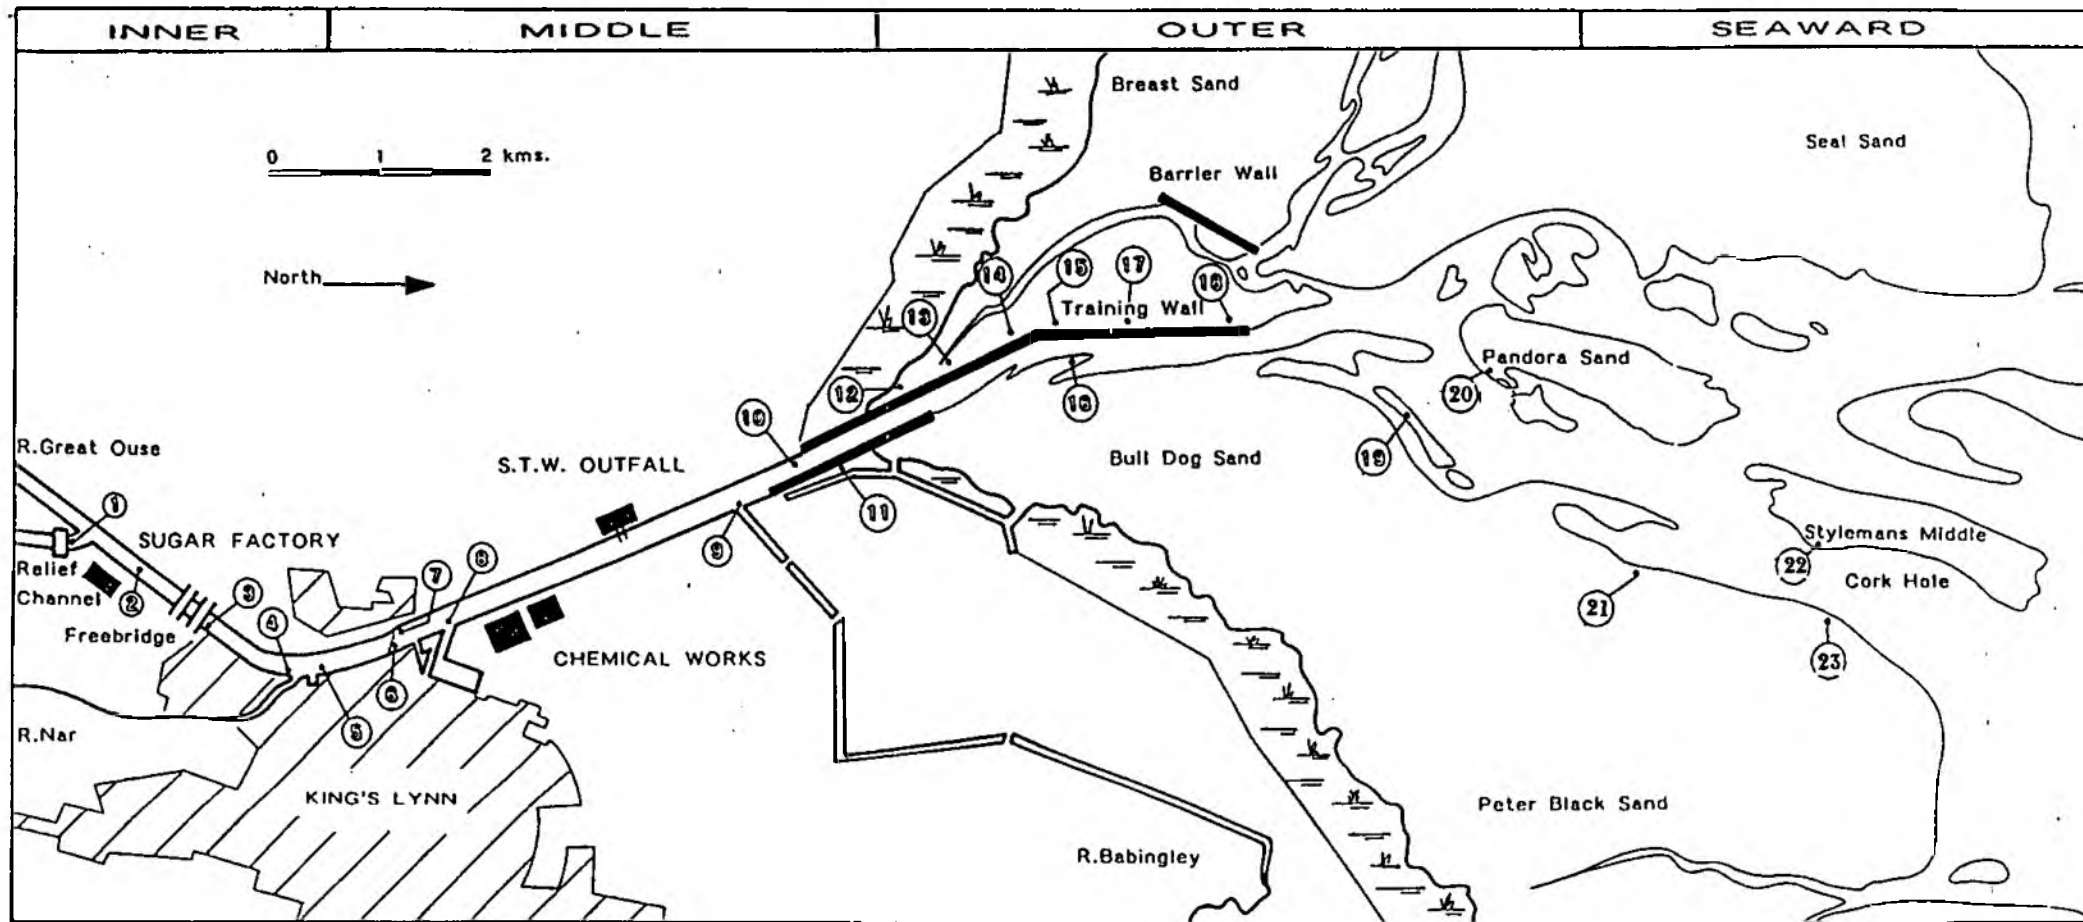 INNER MIDDLE OUTER SEAWARD
Breast Sand
Seal Sand
0 1 2 kms.
Barrier Wall
North
14 15 17 18
13
Training Wall
Pandora Sand
12
20
10
16
R.Great Ouse
S.T.W. OUTFALL
Bull Dog Sand
19
1
11
SUGAR FACTORY
Stylemans Middle
9
8
Relief
Channel
7
22
Cork Hole
2
3
21
4
Freebridge
CHEMICAL WORKS
23
6
5
R.Nar
KING'S LYNN
Peter Black Sand
R.Babingley